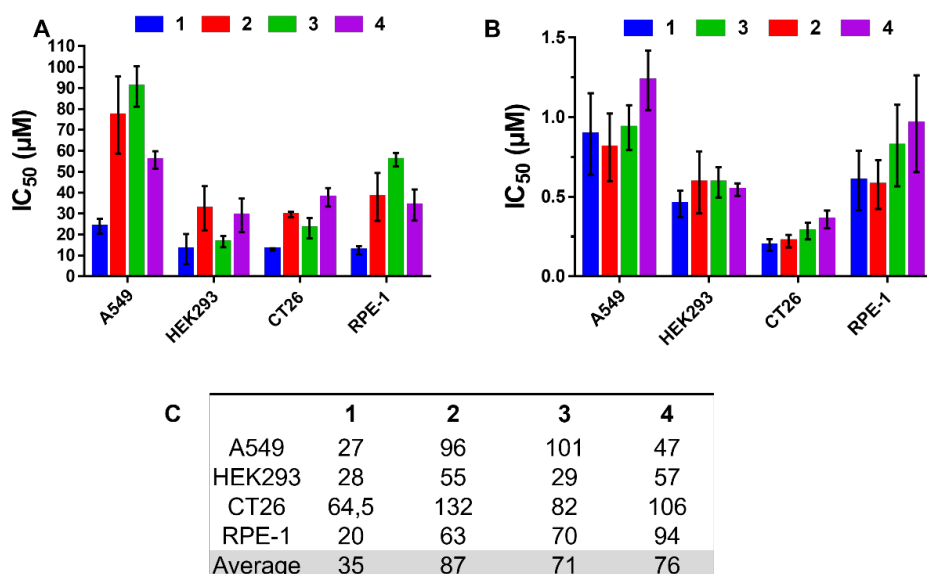 A
1 2 3 4
IC50 (µM)
110
100
90
80
70
60
50
40
30
20
10
0
A549 HEK293 CT26 RPE-1
B
1 3 2 4
IC50 (µM)
1.5
1.0
0.5
0.0
A549 HEK293 CT26 RPE-1
C 1 2 3 4
A549 27 96 101 47
HEK293 28 55 29 57
CT26 64,5 132 82 106
RPE-1 20 63 70 94
Average 35 87 71 76